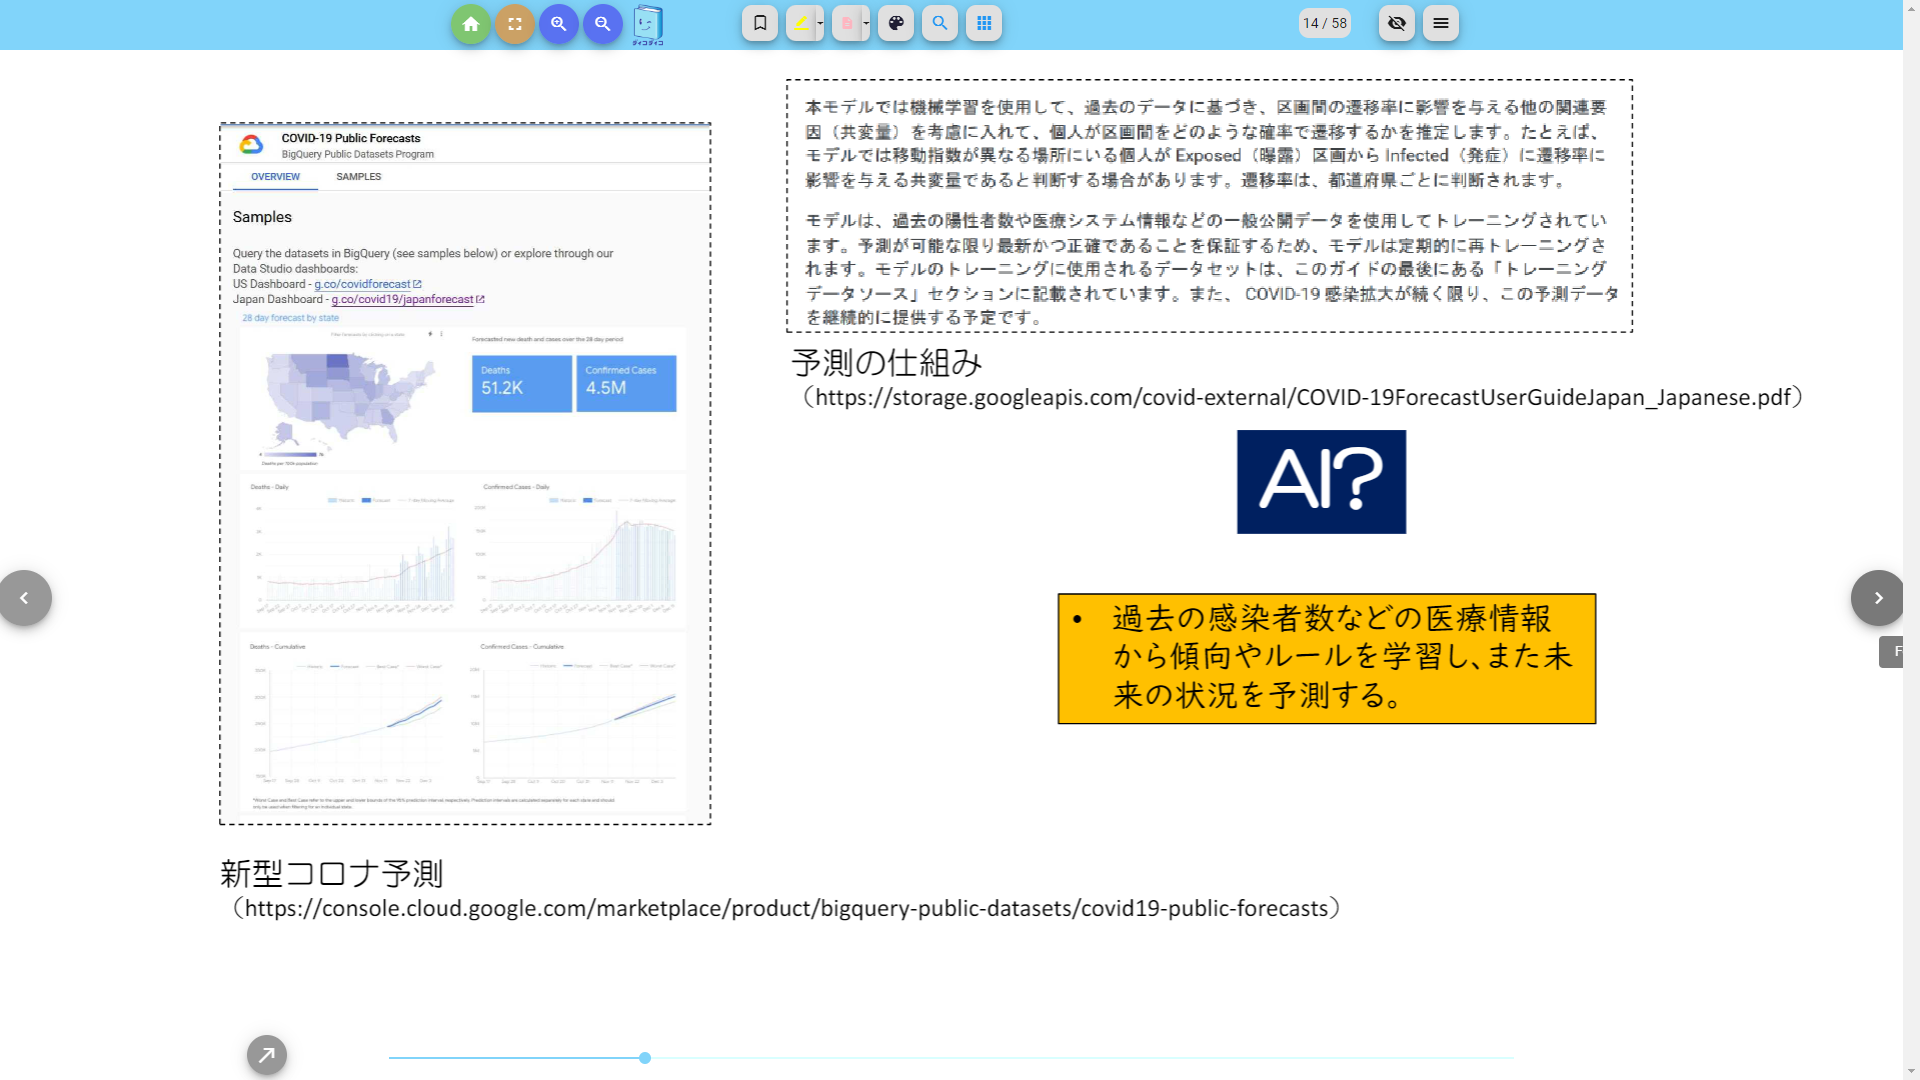 ダイコダイコ
14 / 58
COVID-19 Public Forecasts
BigQuery Public Datasets Program
OVERVIEW SAMPLES
Samples
Query the datasets in BigQuery (see samples below) or explore through our
Data Studio dashboards:
US Dashboard - g.co/covidforecast
Japan Dashboard - g.co/covid19/japanforecast
28 day forecast by state
Forecasted new death and cases over the 28 day period
Deaths
51.2K
Confirmed Cases
4.5M
Deaths per 100k population
Deaths - Daily
Confirmed Cases - Daily
Deaths - Cumulative
Confirmed Cases - Cumulative
新型コロナ予測
（https://console.cloud.google.com/marketplace/product/bigquery-public-datasets/covid19-public-forecasts）
本モデルでは機械学習を使用して、過去のデータに基づき、区画間の遷移率に影響を与える他の関連要
因（共変量）を考慮に入れて、個人が区画間をどのような確率で遷移するかを推定します。たとえば、
モデルでは移動指数が異なる場所にいる個人が Exposed（曝露）区画から Infected（発症）に遷移率に
影響を与える共変量であると判断する場合があります。遷移率は、都道府県ごとに判断されます。
モデルは、過去の陽性者数や医療システム情報などの一般公開データを使用してトレーニングされてい
ます。予測が可能な限り最新かつ正確であることを保証するため、モデルは定期的に再トレーニングさ
れます。モデルのトレーニングに使用されるデータセットは、このガイドの最後にある「トレーニング
データソース」セクションに記載されています。また、 COVID-19 感染拡大が続く限り、この予測データ
を継続的に提供する予定です。
予測の仕組み
（https://storage.googleapis.com/covid-external/COVID-19ForecastUserGuideJapan_Japanese.pdf）
AI?
• 過去の感染者数などの医療情報
から傾向やルールを学習し､また未
来の状況を予測する。
F